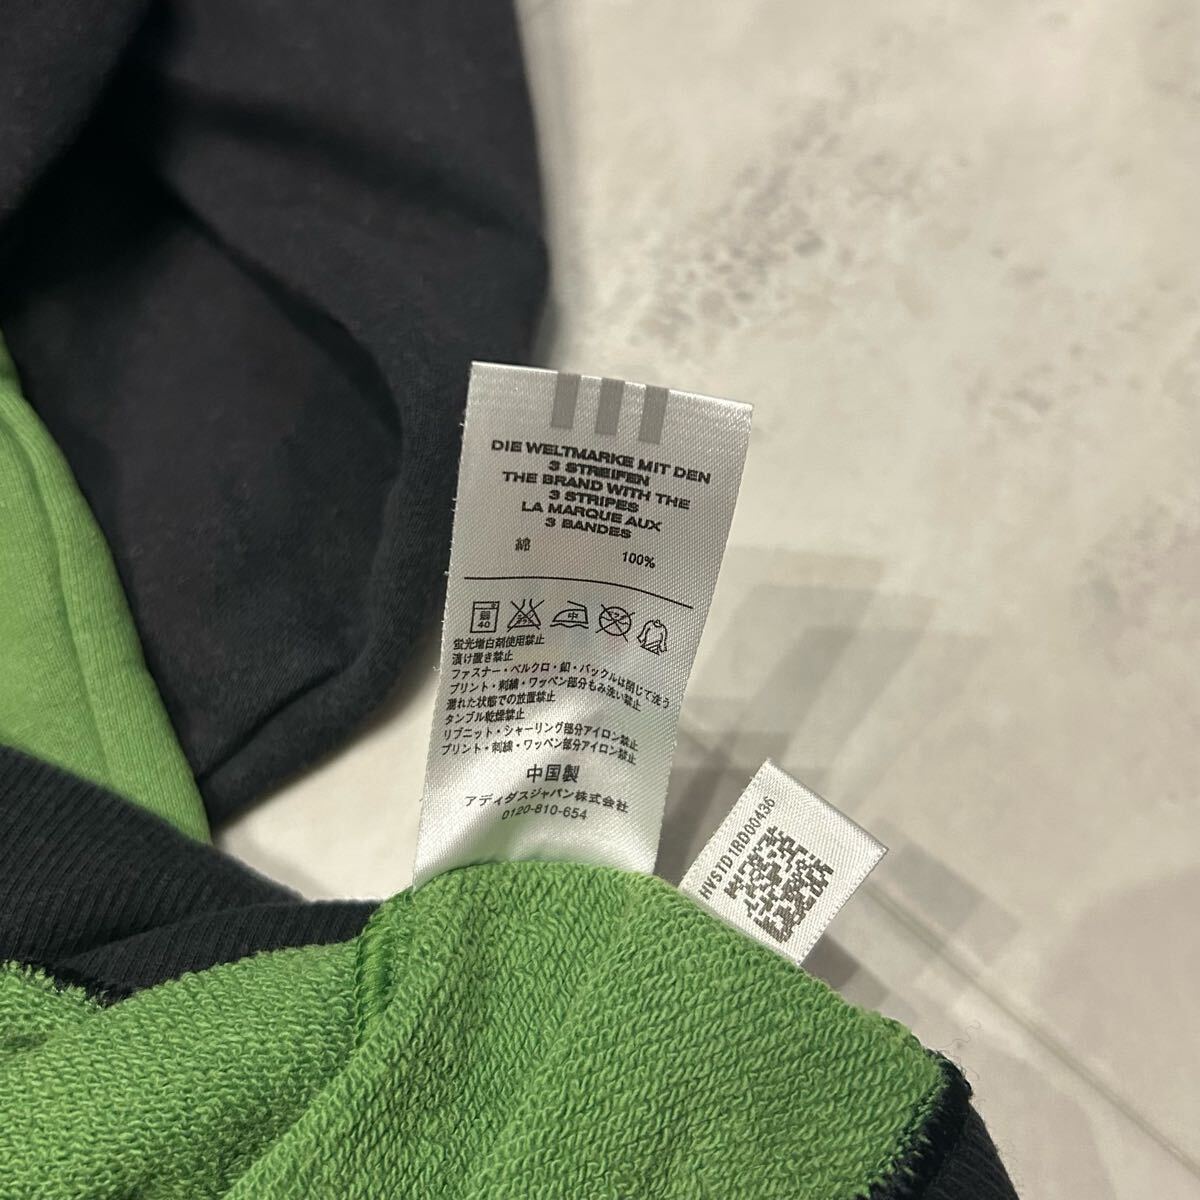 DIE WELTMARKE MIT DEN
3 STREIFEN
THE BRAND WITH THE
3 STRIPES
LA MARQUE AUX
3 BANDES
綿 100%
弱
40
中
蛍光増白剤使用禁止
漬け置き禁止
ファスナー・ベルクロ・釦・バックルは閉じて洗う
プリント・刺繍・ワッペン部分もみ洗い禁止
濡れた状態での放置禁止
タンブル乾燥禁止
リブニット・シャーリング部分アイロン禁止
プリント・刺繍・ワッペン部分アイロン禁止
中国製
アディダスジャパン株式会社
0120-810-654
HVSTD 1RD00436